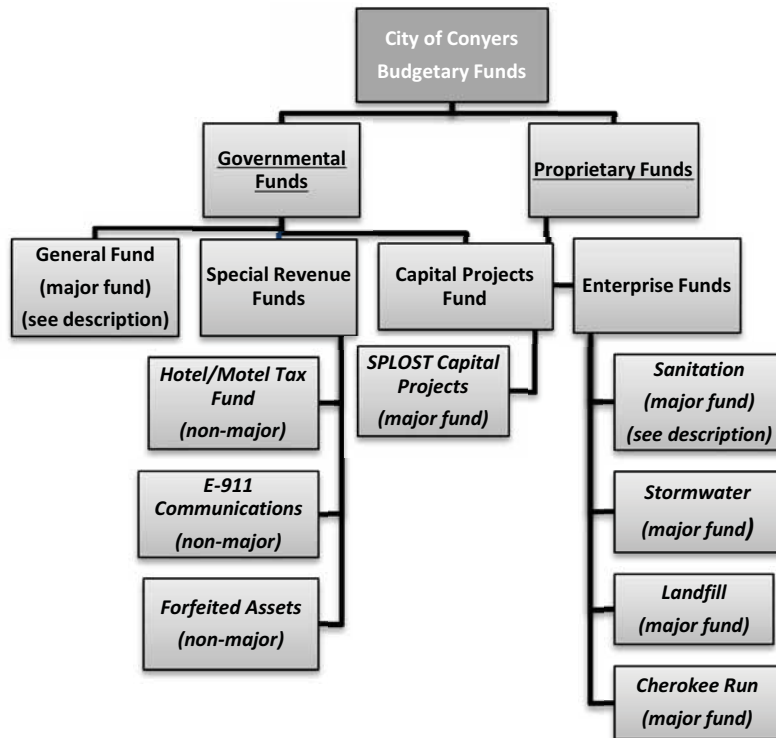 City of Conyers
Budgetary Funds
Governmental
Funds
Proprietary Funds
General Fund
(major fund)
(see description)
Special Revenue
Funds
Capital Projects
Fund
Enterprise Funds
Hotel/Motel Tax
Fund
(non-major)
SPLOST Capital
Projects
(major fund)
Sanitation
(major fund)
(see description)
E-911
Communications
(non-major)
Stormwater
(major fund)
Forfeited Assets
(non-major)
Landfill
(major fund)
Cherokee Run
(major fund)